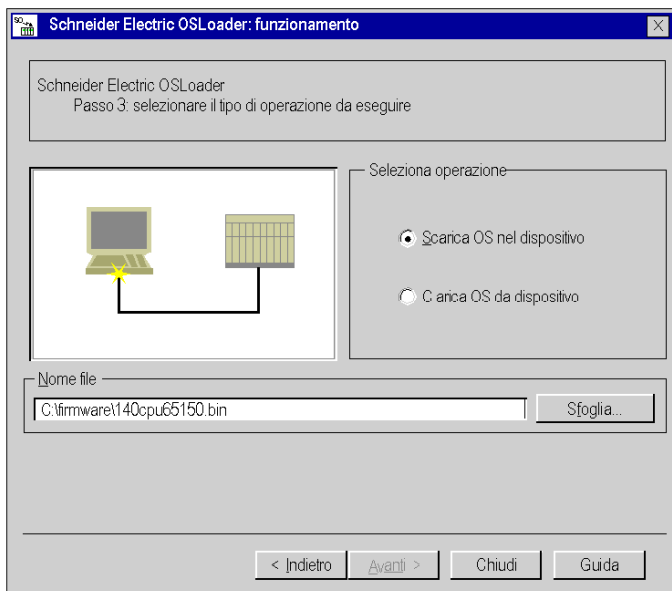 SO
Schneider Electric OSLoader: funzionamento
Schneider Electric OSLoader
Passo 3: selezionare il tipo di operazione da eseguire
Seleziona operazione
Scarica OS nel dispositivo
C arica OS da dispositivo
Nome file
C:\firmware\140cpu65150.bin
Sfoglia...
< Indietro
Avanti >
Chiudi
Guida